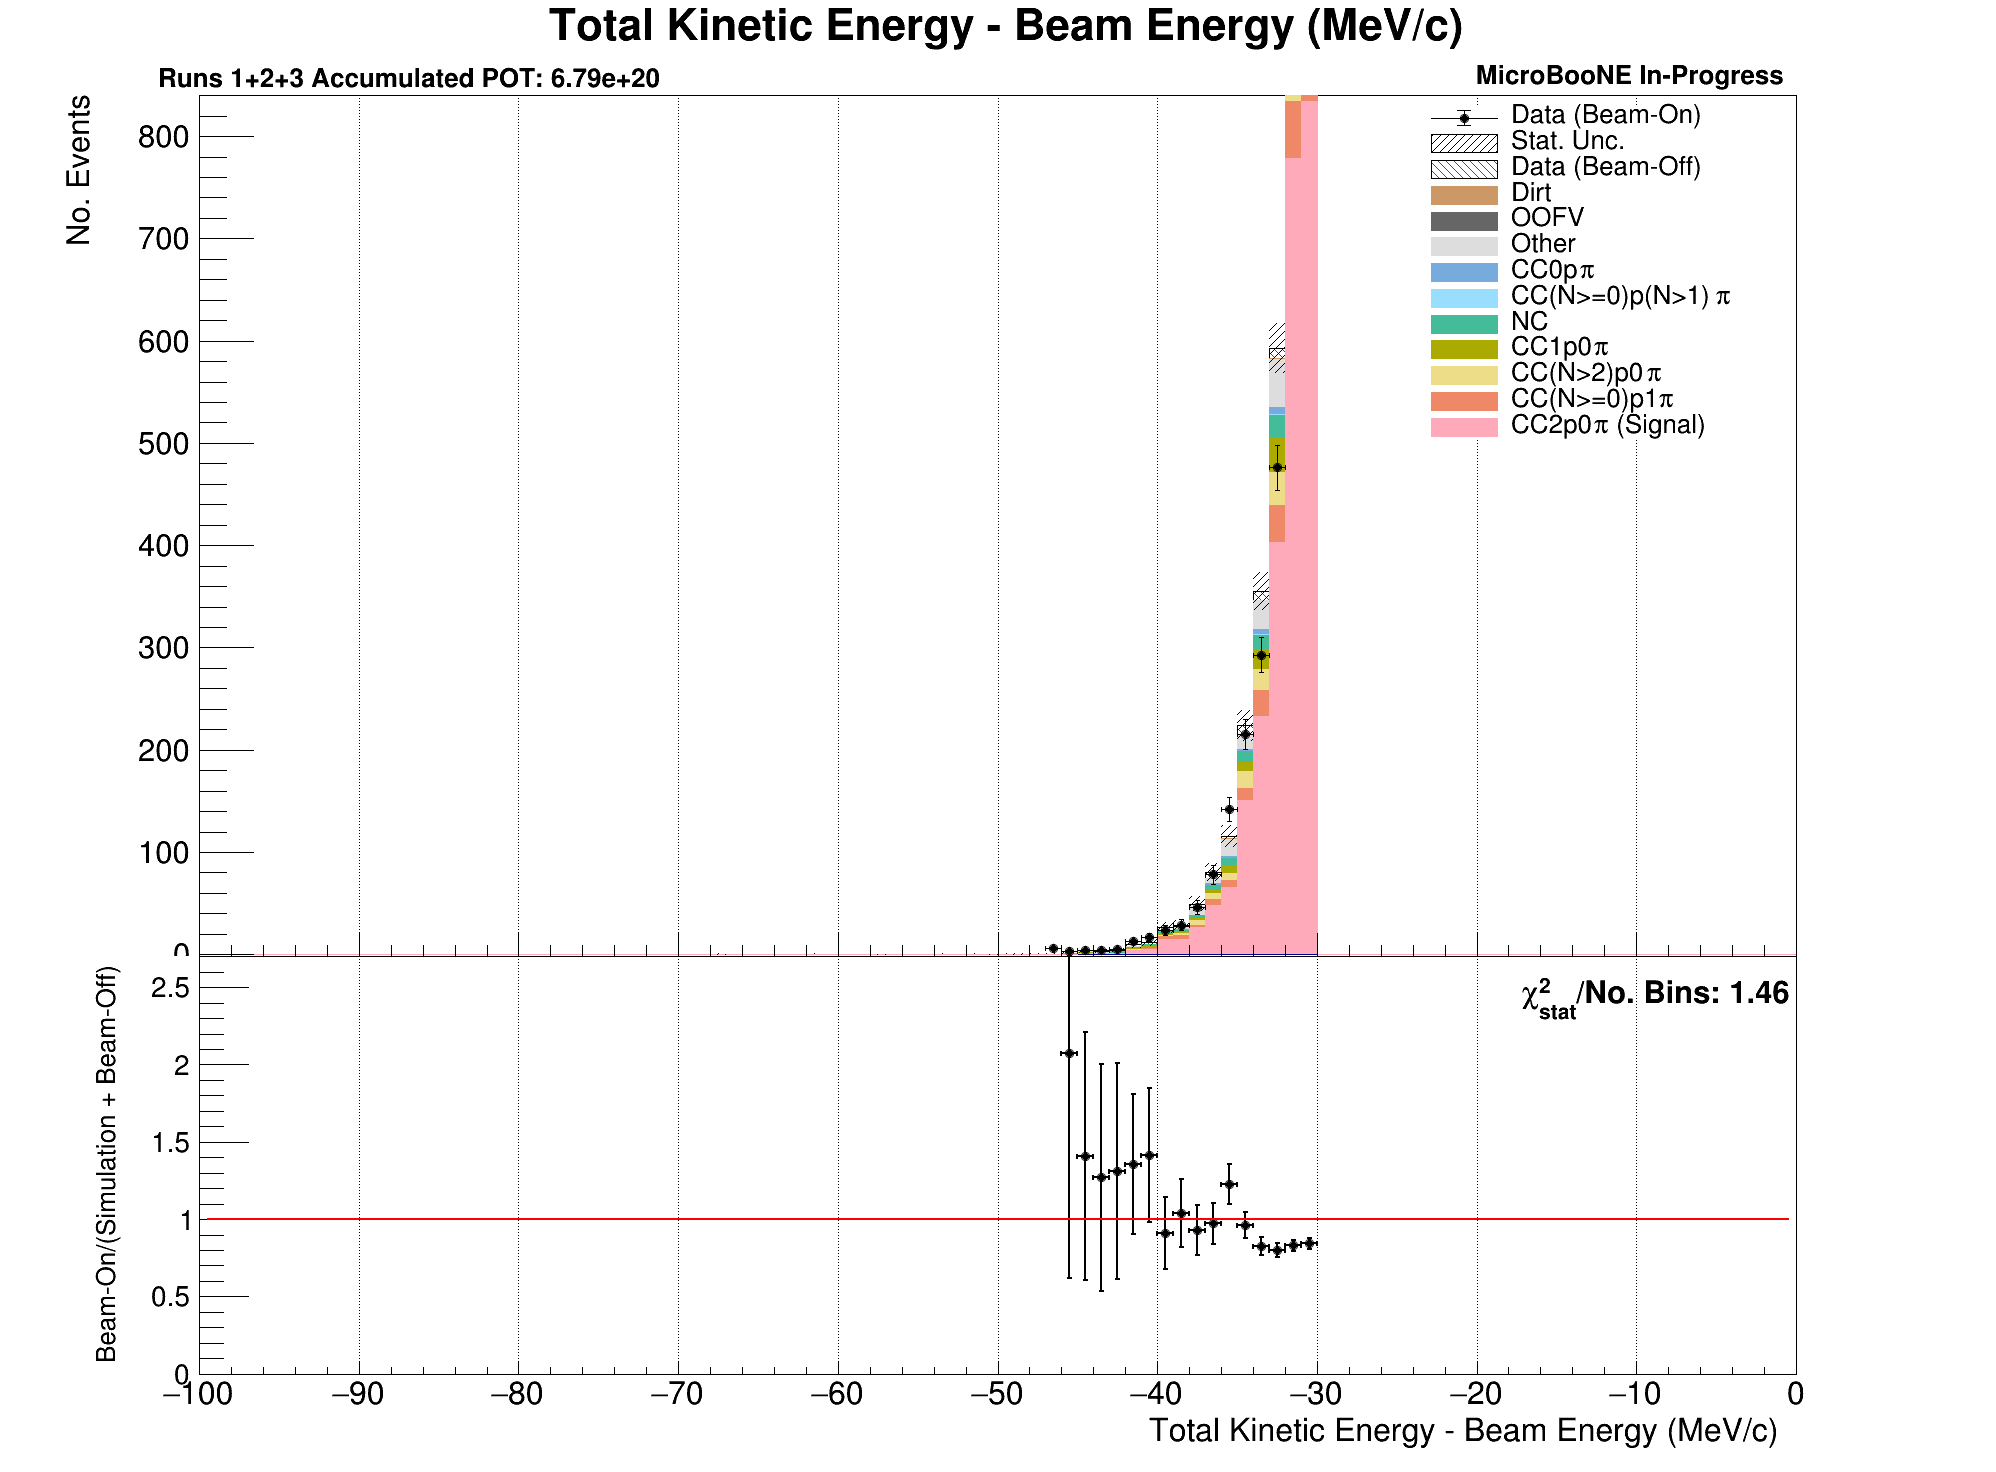 Total Kinetic Energy - Beam Energy (MeV/c)
Runs 1+2+3 Accumulated POT: 6.79e+20
MicroBooNE In-Progress
No. Events
800
700
600
500
400
300
200
100
0
Data (Beam-On)
Stat. Unc.
Data (Beam-Off)
Dirt
OOFV
Other
CC0pπ
CC(N>=0)p(N>1) π
NC
CC1p0π
CC(N>2)p0π
CC(N>=0)p1π
CC2p0π (Signal)
Beam-On/(Simulation + Beam-Off)
2.5
2
1.5
1
0.5
0
χ²stat/No. Bins: 1.46
−100 −90 −80 −70 −60 −50 −40 −30 −20 −10 0
Total Kinetic Energy - Beam Energy (MeV/c)